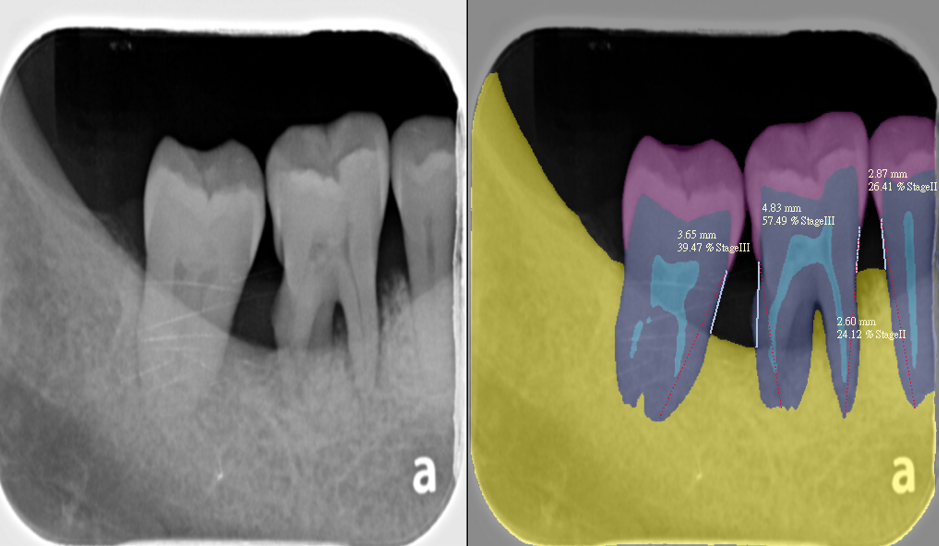 2.87 mm
26.41 %StageII
4.83 mm
57.49 %StageIII
3.65 mm
39.47 %StageIII
2.60 mm
24.12 %StageII
a
a